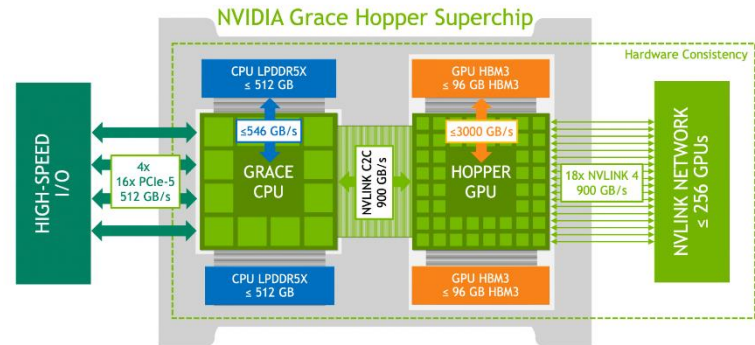 NVIDIA Grace Hopper Superchip
Hardware Consistency
HIGH-SPEED
I/O
4x
16x PCIe-5
512 GB/s
CPU LPDDR5X
≤ 512 GB
≤546 GB/s
GRACE
CPU
CPU LPDDR5X
≤ 512 GB
NVLINK C2C
900 GB/s
GPU HBM3
≤ 96 GB HBM3
≤3000 GB/s
HOPPER
GPU
GPU HBM3
≤ 96 GB HBM3
18x NVLINK 4
900 GB/s
NVLINK NETWORK
≤ 256 GPUs